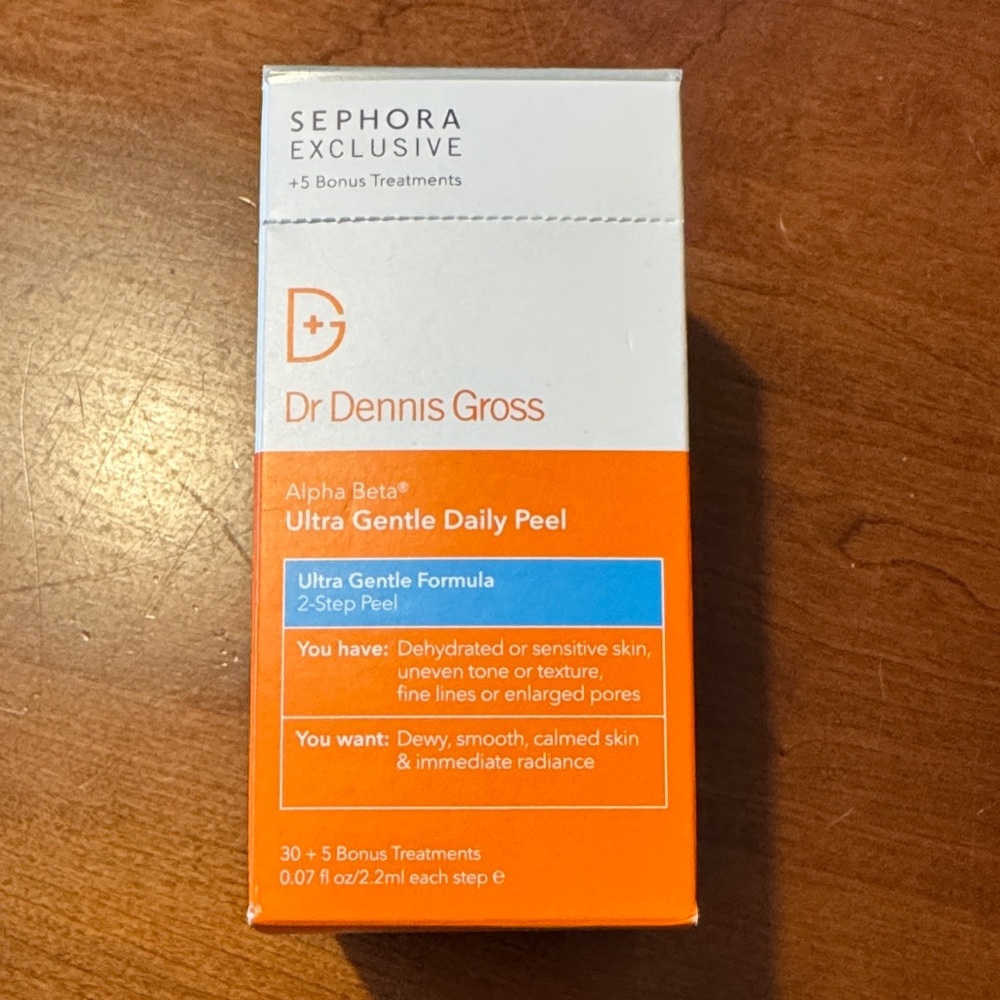 SEPHORA
EXCLUSIVE
+5 Bonus Treatments
DG
Dr Dennis Gross
Alpha Beta®
Ultra Gentle Daily Peel
Ultra Gentle Formula
2-Step Peel
You have: Dehydrated or sensitive skin,
uneven tone or texture,
fine lines or enlarged pores
You want: Dewy, smooth, calmed skin
& immediate radiance
30 + 5 Bonus Treatments
0.07 fl oz/2.2ml each step ℮